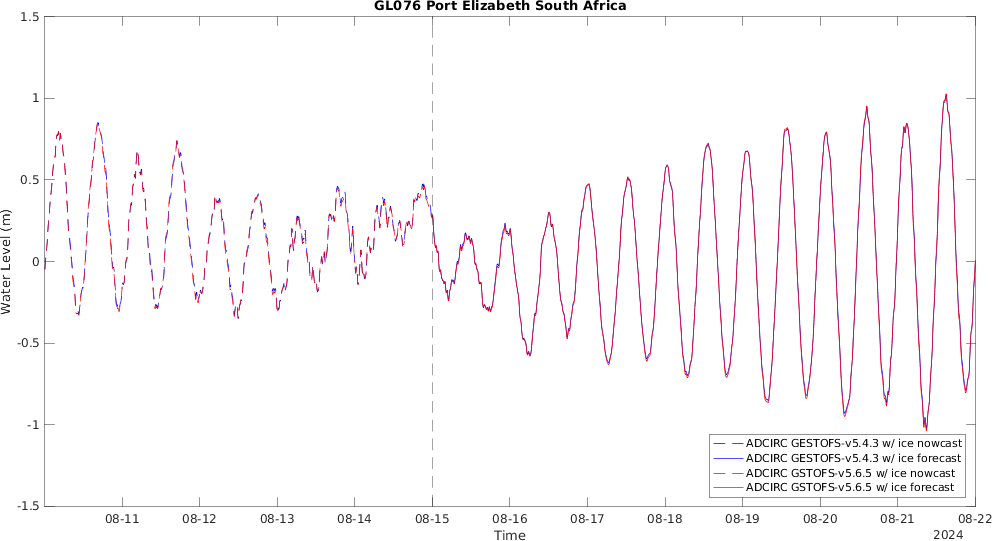 GL076 Port Elizabeth South Africa
1.5
1
0.5
0
-0.5
-1
-1.5
Water Level (m)
ADCIRC GESTOFS-v5.4.3 w/ ice nowcast
ADCIRC GESTOFS-v5.4.3 w/ ice forecast
ADCIRC GSTOFS-v5.6.5 w/ ice nowcast
ADCIRC GSTOFS-v5.6.5 w/ ice forecast
08-11 08-12 08-13 08-14 08-15 08-16 08-17 08-18 08-19 08-20 08-21 08-22
Time
2024